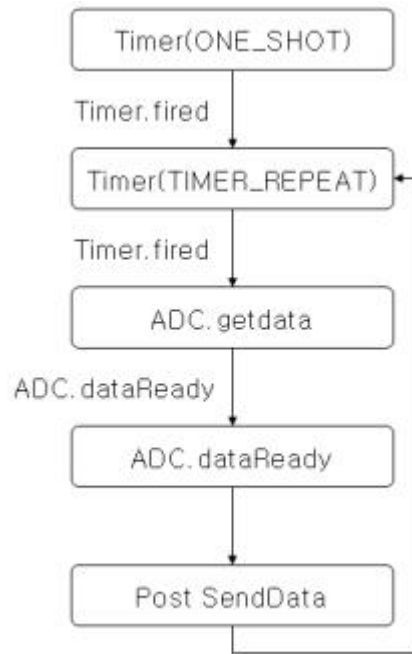 Timer(ONE_SHOT)
Timer.fired
Timer(TIMER_REPEAT)
Timer.fired
ADC.getdata
ADC.dataReady
ADC.dataReady
Post SendData